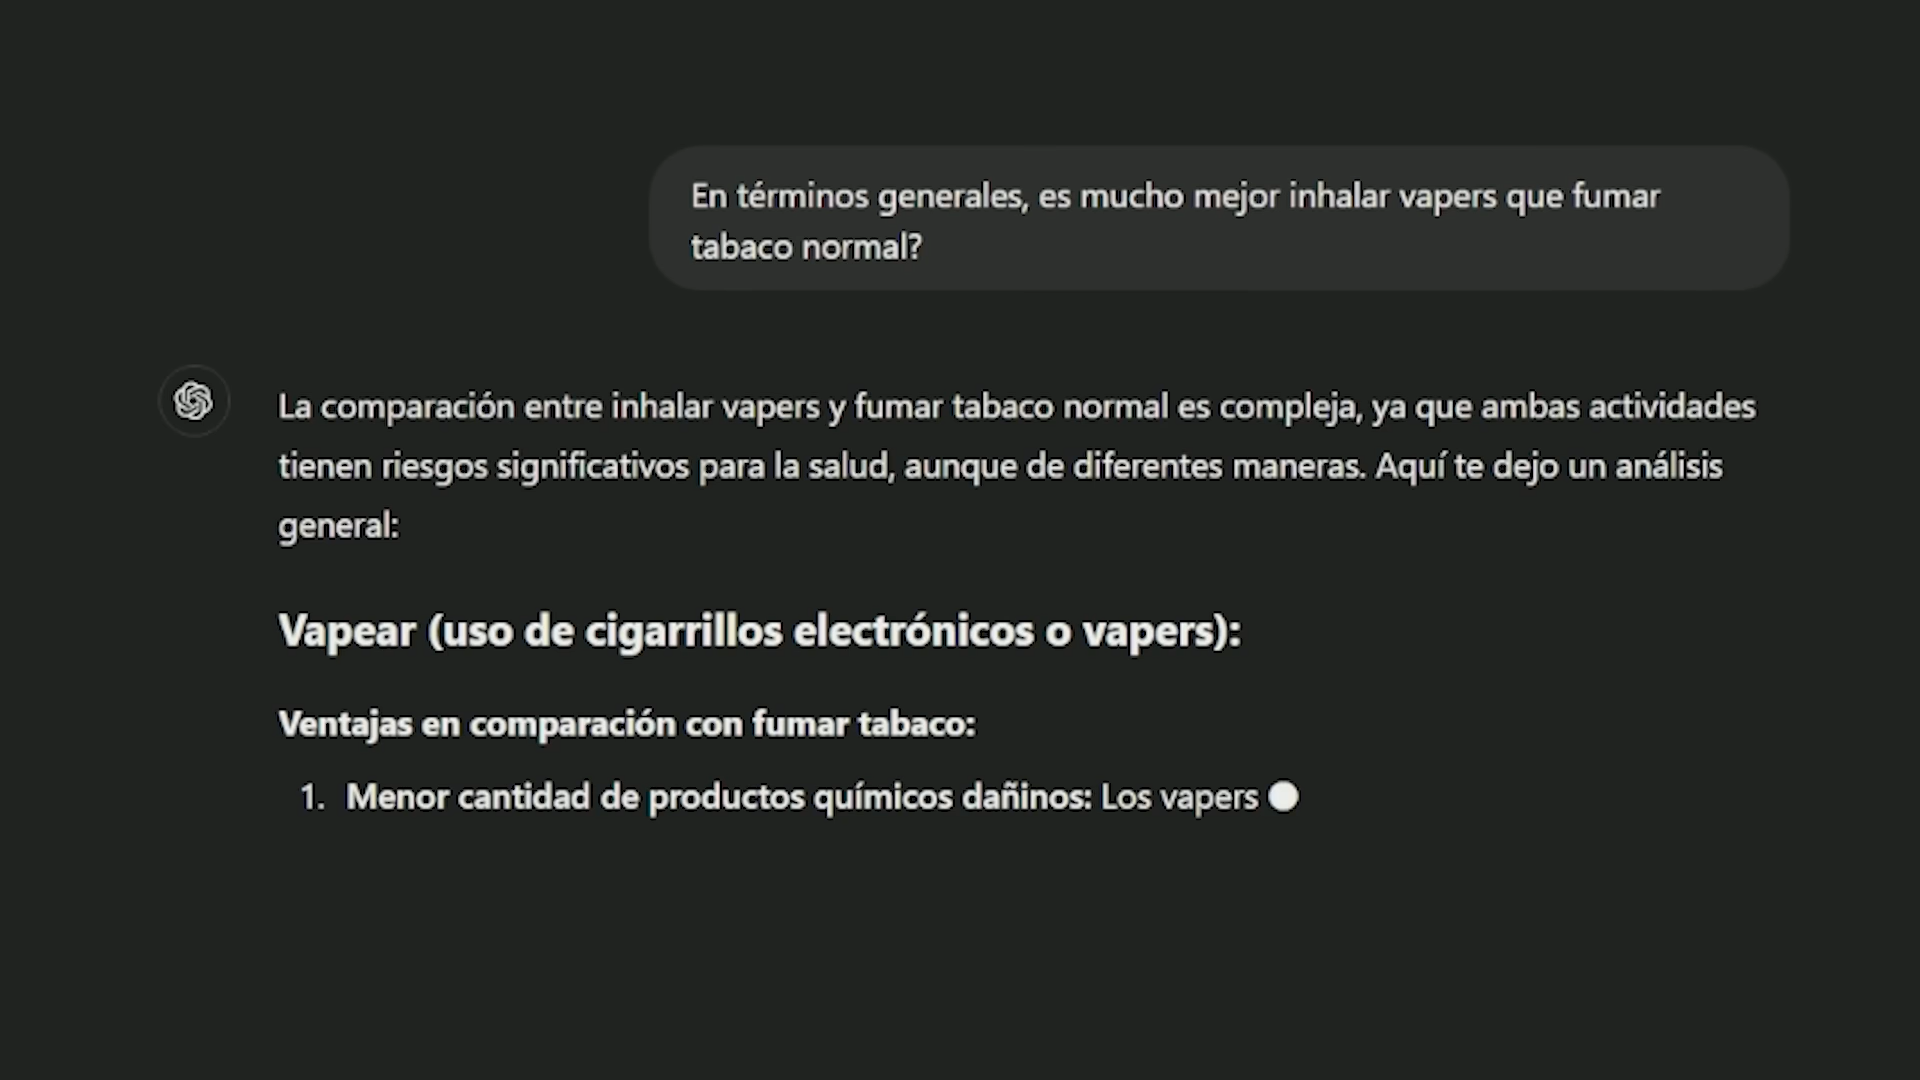 En términos generales, es mucho mejor inhalar vapers que fumar
tabaco normal?
La comparación entre inhalar vapers y fumar tabaco normal es compleja, ya que ambas actividades
tienen riesgos significativos para la salud, aunque de diferentes maneras. Aquí te dejo un análisis
general:
Vapear (uso de cigarrillos electrónicos o vapers):
Ventajas en comparación con fumar tabaco:
1. Menor cantidad de productos químicos dañinos: Los vapers